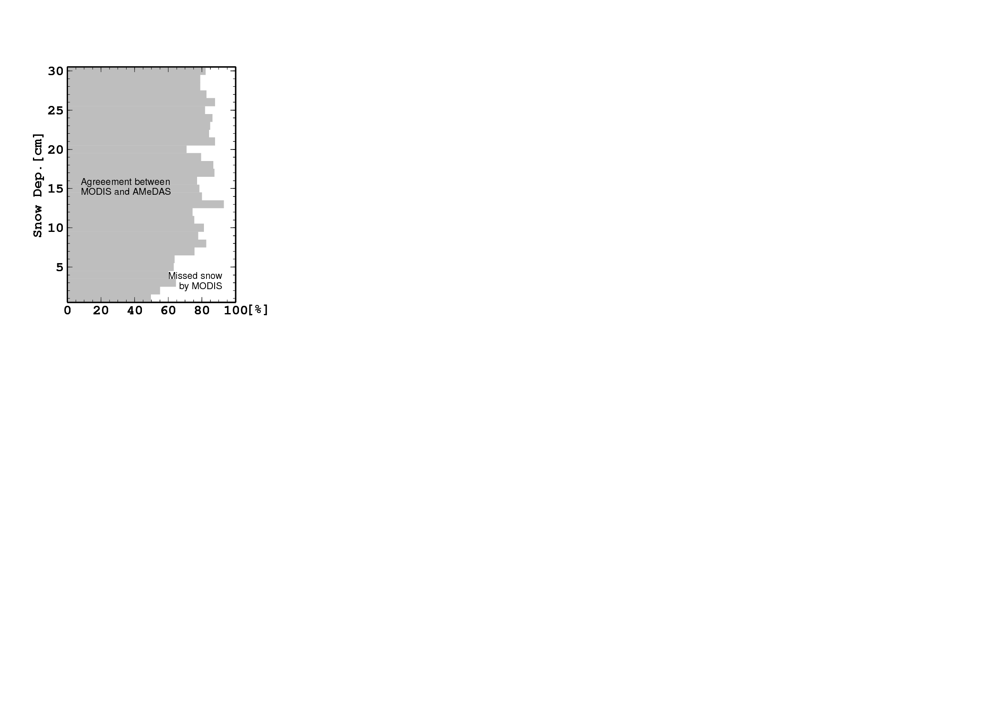 30
25
20
15
10
5
Snow Dep.[cm]
Agreeement between
MODIS and AMeDAS
Missed snow
by MODIS
0 20 40 60 80 100[%]